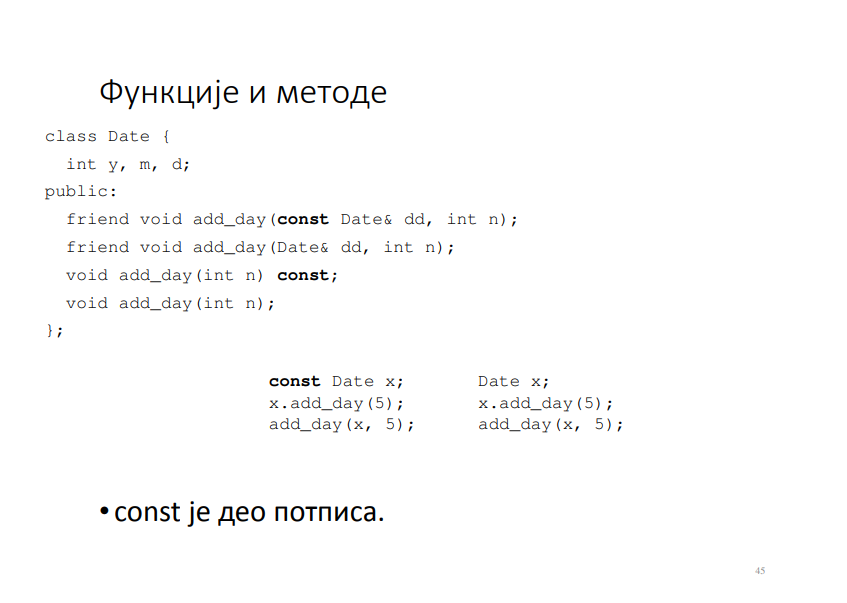 Функције и методе
class Date {
int y, m, d;
public:
friend void add_day(const Date& dd, int n);
friend void add_day(Date& dd, int n);
void add_day(int n) const;
void add_day(int n);
};
const Date x;
x.add_day(5);
add_day(x, 5);
Date x;
x.add_day(5);
add_day(x, 5);
• const је део потписа.
45